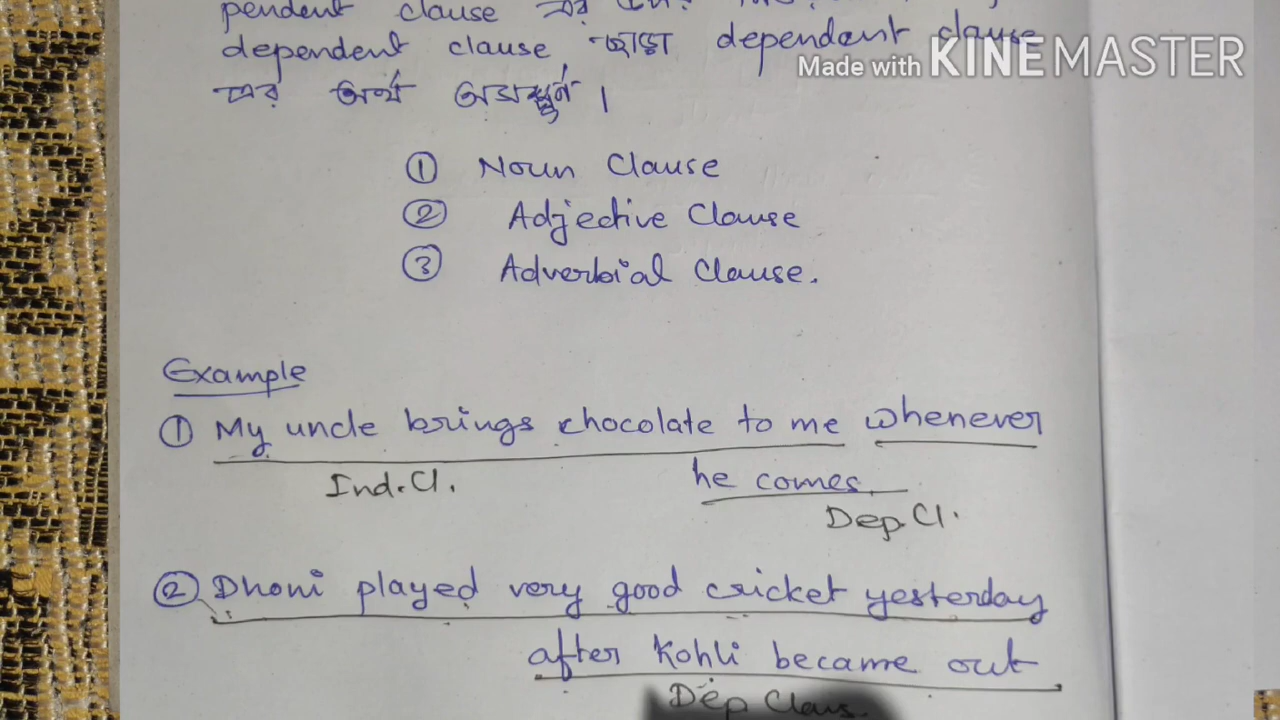 pendent clause এর
dependent clause ছাড়া dependent clause
এর অর্থ অসম্পূর্ণ ।
Made with KINEMASTER
① Noun Clause
② Adjective Clause
③ Adverbial Clause.
Example
① My uncle brings chocolate to me whenever
Ind. Cl.
he comes.
Dep. Cl.
② Dhoni played very good cricket yesterday
after Kohli became out
Dep Claus